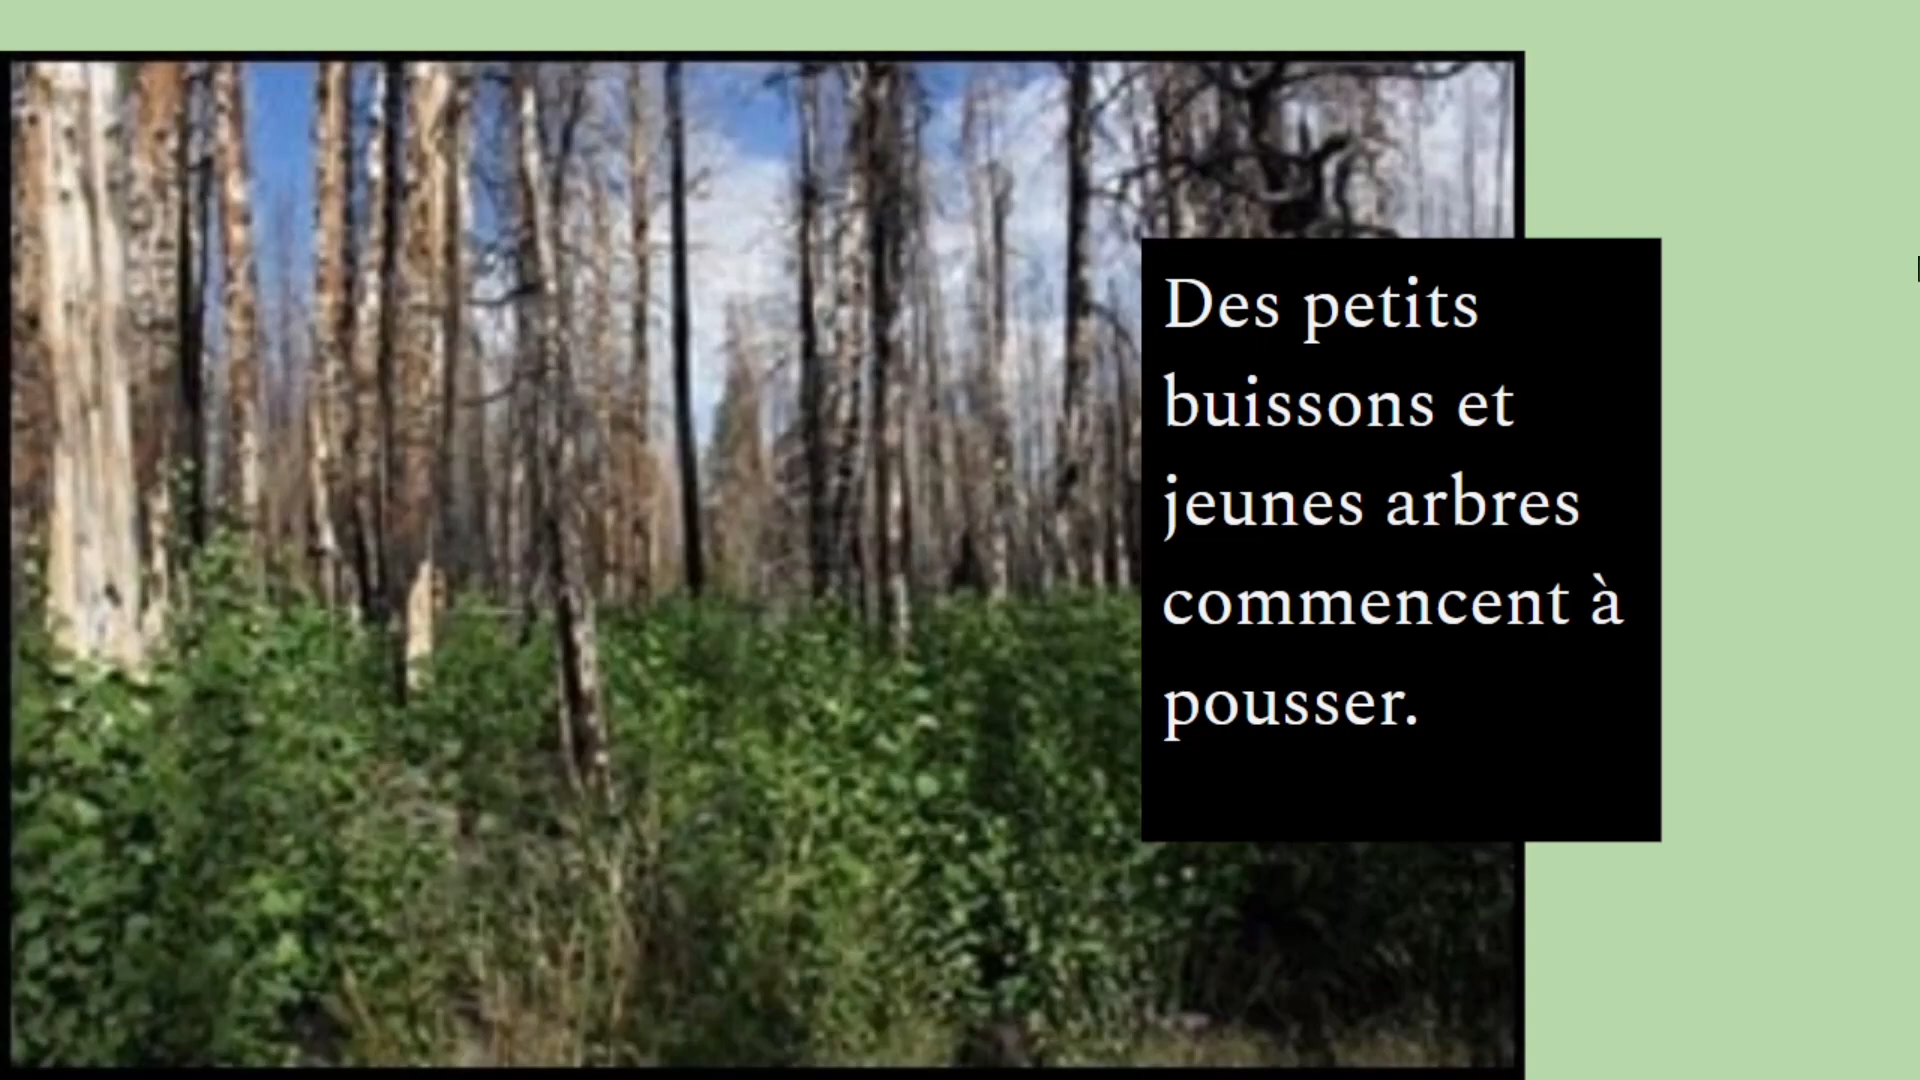 Des petits
buissons et
jeunes arbres
commencent à
pousser.